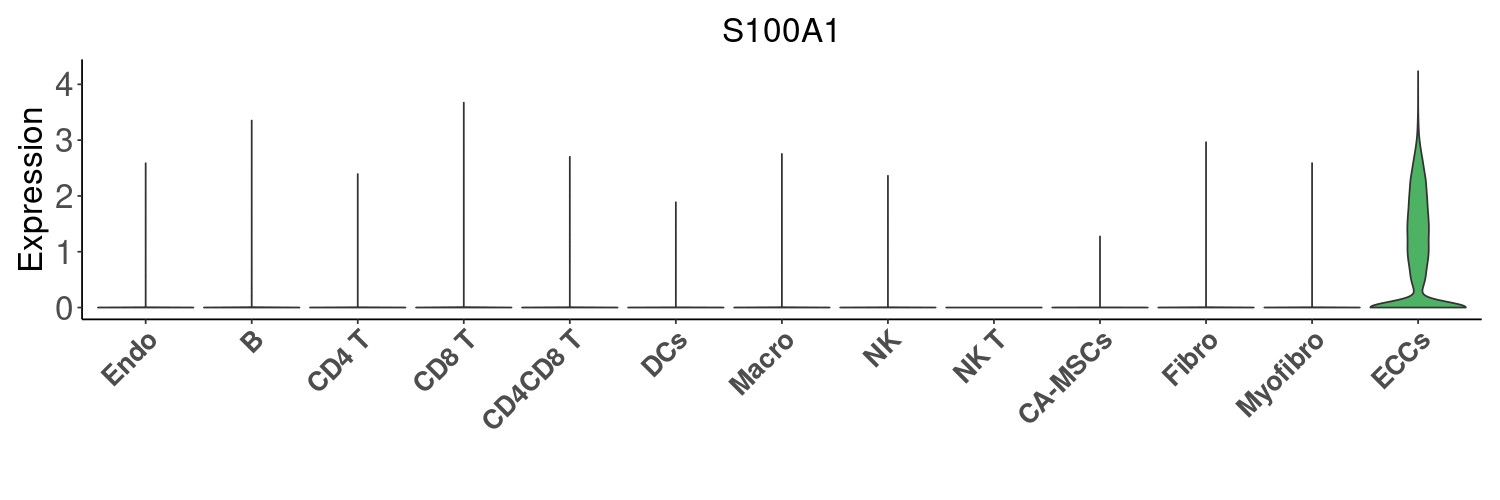 S100A1
Expression
4
3
2
1
0
Endo
B
CD4 T
CD8 T
CD4CD8 T
DCs
Macro
NK
NK T
CA-MSCs
Fibro
Myofibro
ECCs